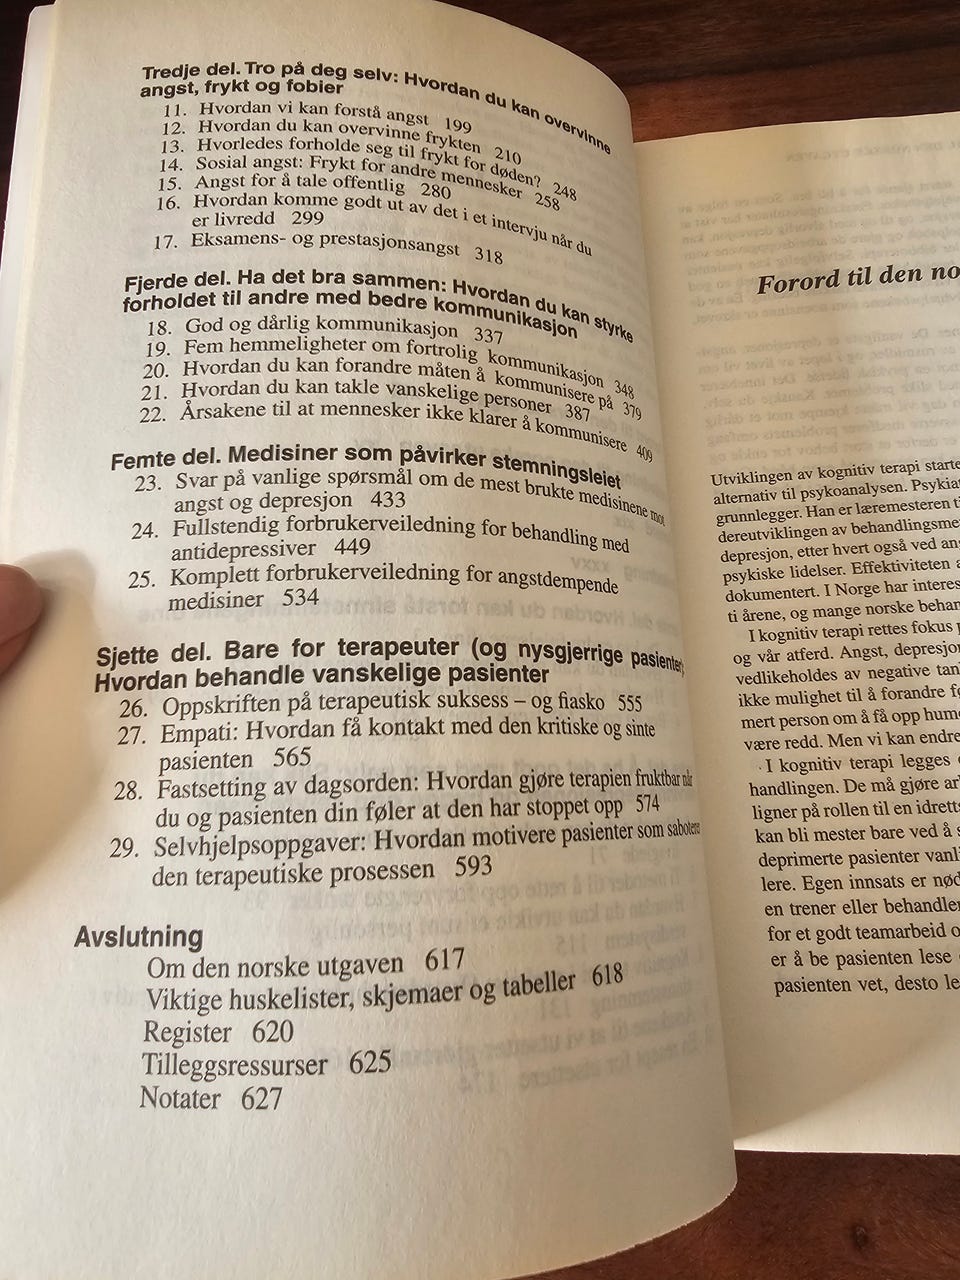 Tredje del. Tro på deg selv: Hvordan du kan overvinne
angst, frykt og fobier
11. Hvordan vi kan forstå angst 199
12. Hvordan du kan overvinne frykten 210
13. Hvorledes forholde seg til frykt for døden? 248
14. Sosial angst: Frykt for andre mennesker 258
15. Angst for å tale offentlig 280
16. Hvordan komme godt ut av det i et intervju når du
er livredd 299
17. Eksamens- og prestasjonsangst 318
Fjerde del. Ha det bra sammen: Hvordan du kan styrke
forholdet til andre med bedre kommunikasjon
18. God og dårlig kommunikasjon 337
19. Fem hemmeligheter om fortrolig kommunikasjon 348
20. Hvordan du kan forandre måten å kommunisere på 379
21. Hvordan du kan takle vanskelige personer 387
22. Årsakene til at mennesker ikke klarer å kommunisere 409
Femte del. Medisiner som påvirker stemningsleiet
23. Svar på vanlige spørsmål om de mest brukte medisinene mot
angst og depresjon 433
24. Fullstendig forbrukerveiledning for behandling med
antidepressiver 449
25. Komplett forbrukerveiledning for angstdempende
medisiner 534
Sjette del. Bare for terapeuter (og nysgjerrige pasienter)
Hvordan behandle vanskelige pasienter
26. Oppskriften på terapeutisk suksess – og fiasko 555
27. Empati: Hvordan få kontakt med den kritiske og sinte
pasienten 565
28. Fastsetting av dagsorden: Hvordan gjøre terapien fruktbar når
du og pasienten din føler at den har stoppet opp 574
29. Selvhjelpsoppgaver: Hvordan motivere pasienter som
den terapeutiske prosessen 593
Avslutning
Om den norske utgaven 617
Viktige huskelister, skjemaer og tabeller 618
Register 620
Tilleggsressurser 625
Notater 627
Forord til den no
Utviklingen av kognitiv terapi starte
alternativ til psykoanalysen. Psykiat
grunnlegger. Han er læremesteren ti
dereutviklingen av behandlingsme
depresjon, etter hvert også ved ang
psykiske lidelser. Effektiviteten a
dokumentert. I Norge har interes
ti årene, og mange norske behan
I kognitiv terapi rettes fokus p
og vår atferd. Angst, depresjon
vedlikeholdes av negative tan
ikke mulighet til å forandre fø
mert person om å få opp hum
være redd. Men vi kan endre
I kognitiv terapi legges
handlingen. De må gjøre ar
ligner på rollen til en idretts
kan bli mester bare ved å s
deprimerte pasienter vanli
lere. Egen innsats er nød
en trener eller behandler
for et godt teamarbeid o
er å be pasienten lese
pasienten vet, desto le